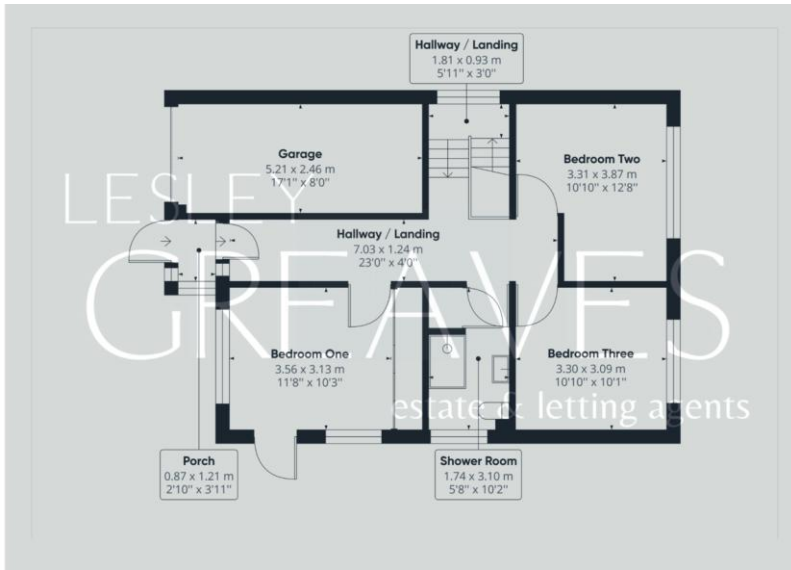 Hallway / Landing
1.81 x 0.93 m
5'11" x 3'0"
Garage
5.21 x 2.46 m
17'1" x 8'0"
Bedroom Two
3.31 x 3.87 m
10'10" x 12'8"
LESLEY
Hallway / Landing
7.03 x 1.24 m
23'0" x 4'0"
GREAVES
Bedroom One
3.56 x 3.13 m
11'8" x 10'3"
Bedroom Three
3.30 x 3.09 m
10'10" x 10'1"
estate & letting agents
Porch
0.87 x 1.21 m
2'10" x 3'11"
Shower Room
1.74 x 3.10 m
5'8" x 10'2"